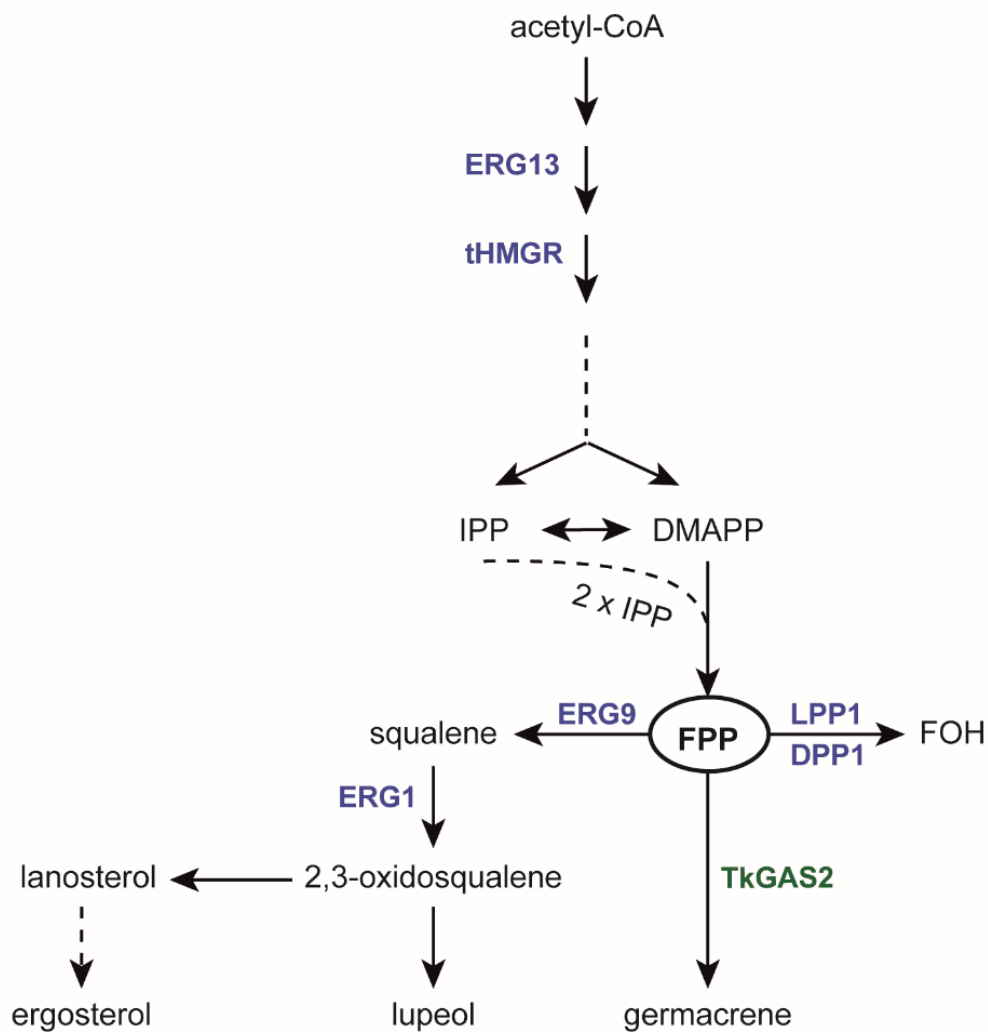 acetyl-CoA
ERG13
tHMGR
IPP
DMAPP
2 x IPP
squalene
ERG9
FPP
LPP1
DPP1
FOH
ERG1
lanosterol
2,3-oxidosqualene
TkGAS2
ergosterol
lupeol
germacrene